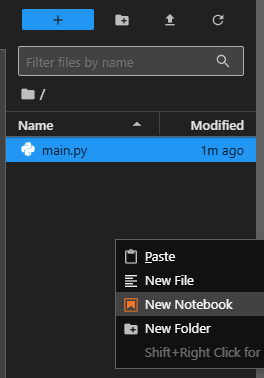 +
Filter files by name
/
Name Modified
main.py 1m ago
Paste
New File
New Notebook
New Folder
Shift+Right Click for